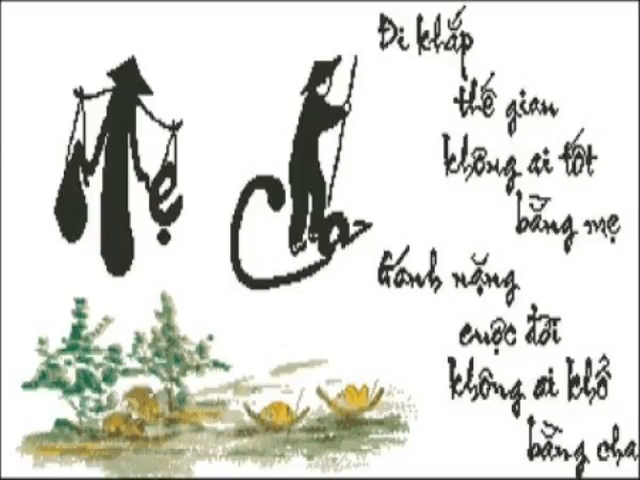 Mẹ Cha
Đi khắp
thế gian
không ai tốt
bằng mẹ
Gánh nặng
cuộc đời
không ai khổ
bằng cha